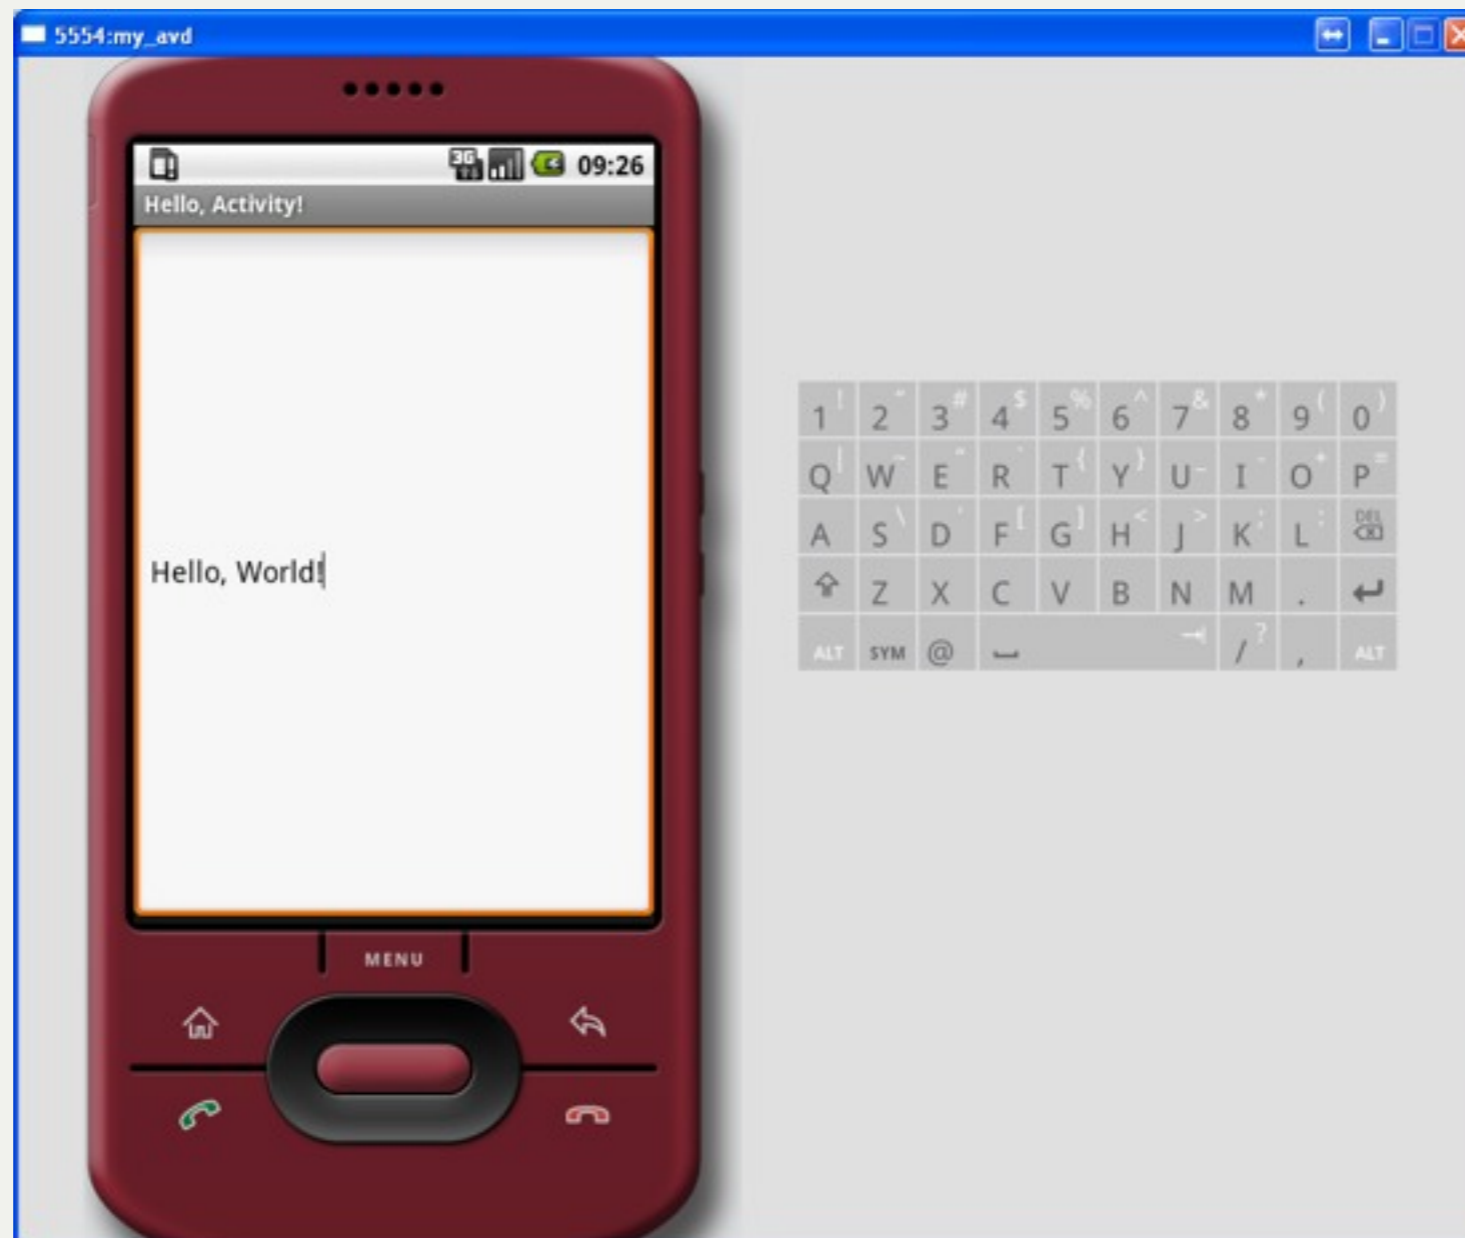 5554:my_avd
3G 09:26
Hello, Activity!
Hello, World!
MENU
1 ! 2 3 # 4 $ 5 % 6 ^ 7 & 8 * 9 ( 0 )
Q | W ~ E " R ` T { Y } U - I - O + P =
A S \ D ' F [ G ] H < J > K ; L : DEL
Z X C V B N M .
ALT SYM @ / ? , ALT